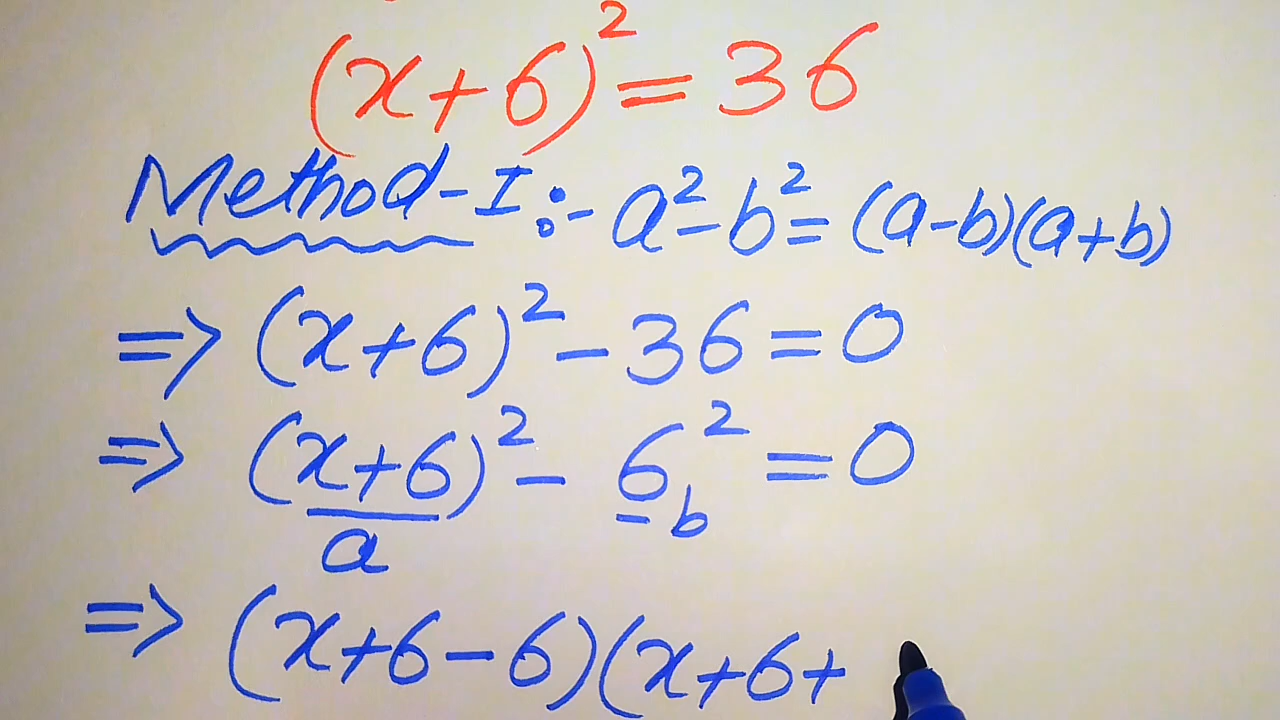 (x+6)² = 36
Method-I :- a²-b² = (a-b)(a+b)
=> (x+6)² - 36 = 0
=> (x+6)² - 6² = 0
a b
=> (x+6-6)(x+6+